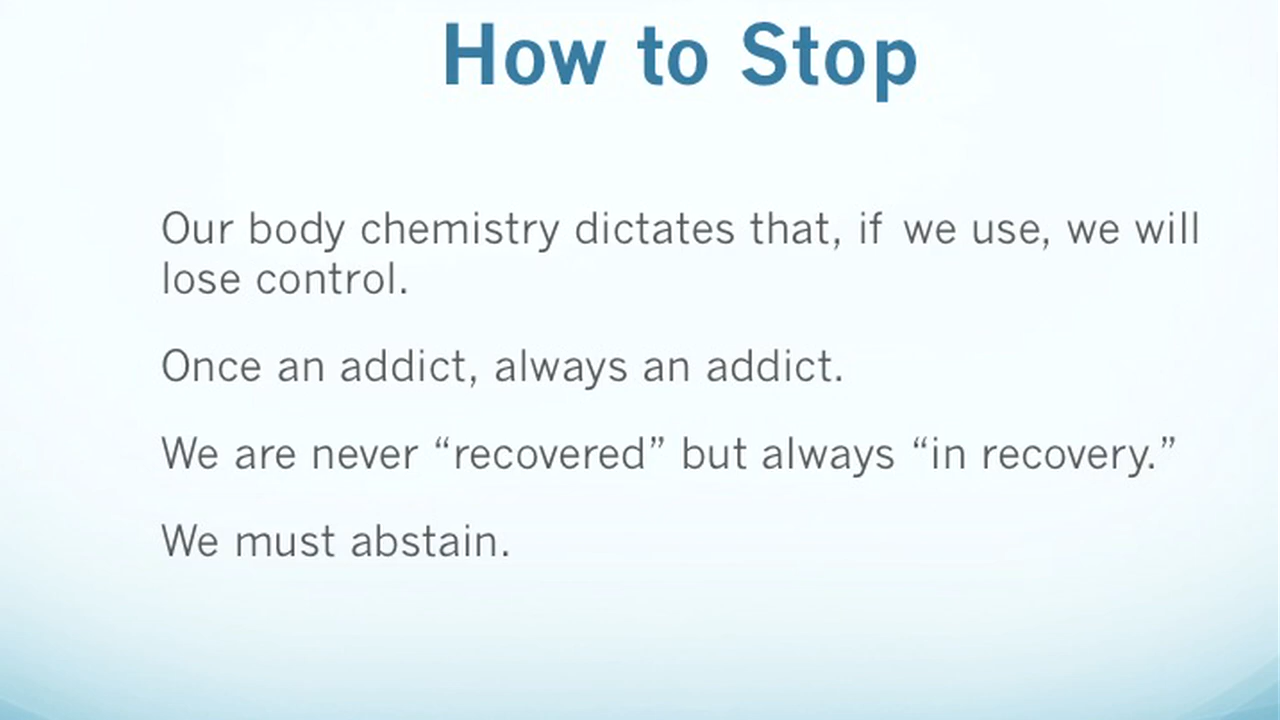 How to Stop
Our body chemistry dictates that, if we use, we will
lose control.
Once an addict, always an addict.
We are never “recovered” but always “in recovery.”
We must abstain.